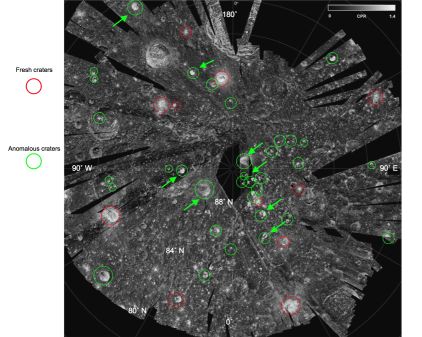 180°
CPR
0
1.4
Fresh craters
Anomalous craters
90° W
90° E
88° N
84° N
80° N
0°